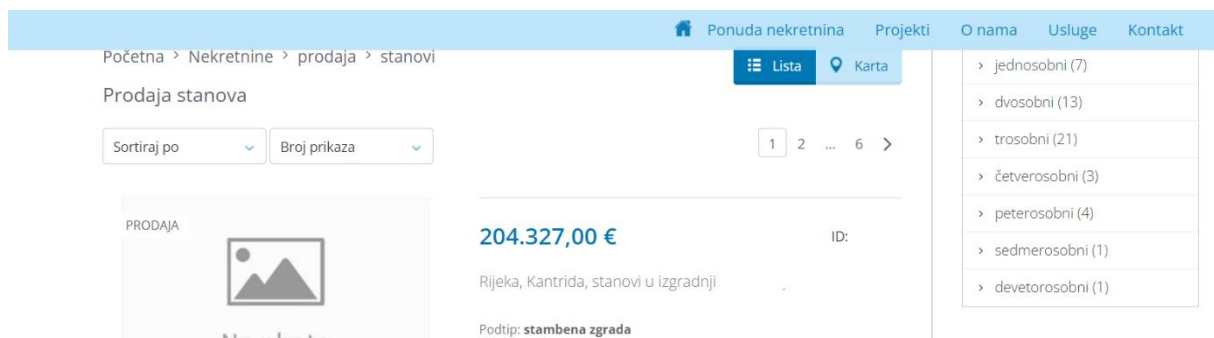 Ponuda nekretnina Projekti O nama Usluge Kontakt
Početna > Nekretnine > prodaja > stanovi
Lista Karta
Prodaja stanova
Sortiraj po Broj prikaza
1 2 ... 6 >
PRODAJA
204.327,00 € ID:
Rijeka, Kantrida, stanovi u izgradnji
Podtip: stambena zgrada
> jednosobni (7)
> dvosobni (13)
> trosobni (21)
> četverosobni (3)
> peterosobni (4)
> sedmerosobni (1)
> devetorosobni (1)